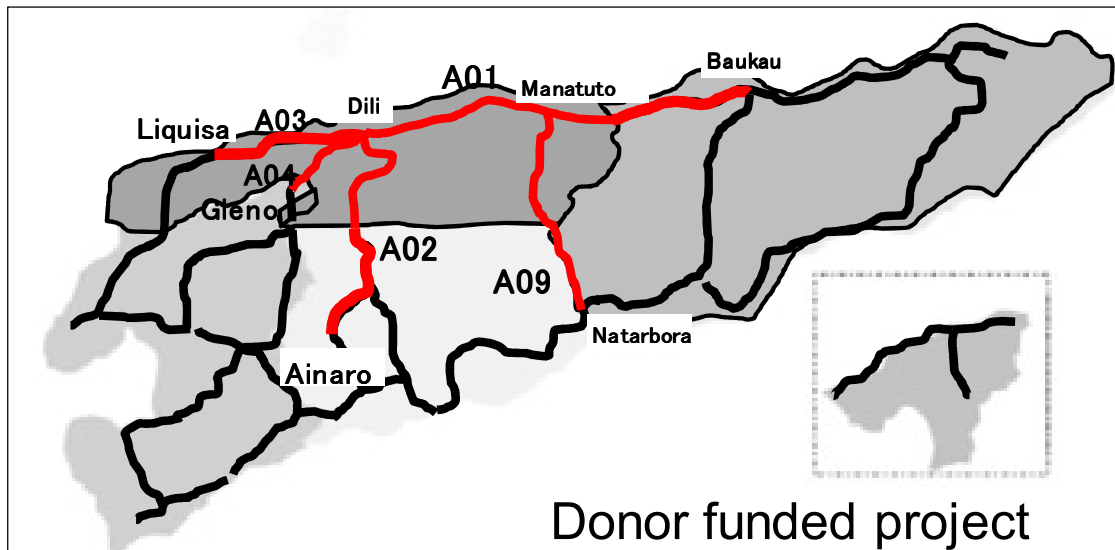 Baukau
A01
Manatuto
Dili
A03
Liquisa
A04
Gleno
A02
A09
Natarbora
Ainaro
Donor funded project